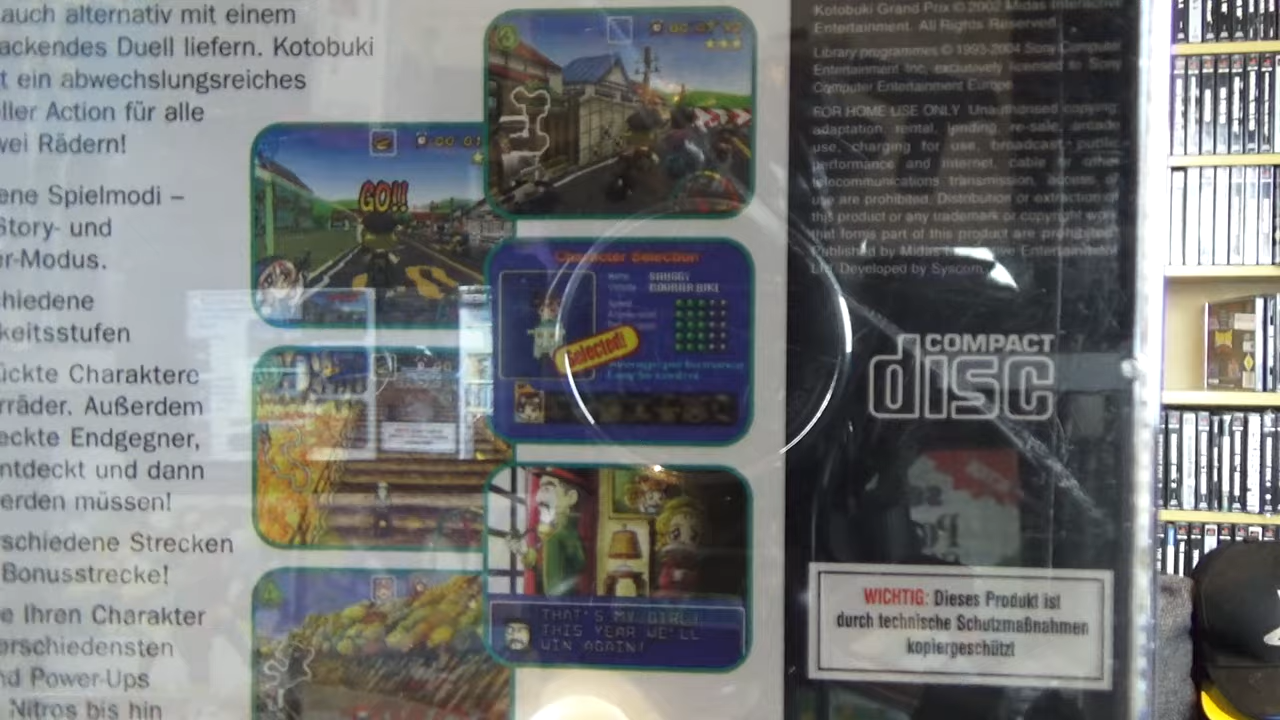 auch alternativ mit einem
ackendes Duell liefern. Kotobuki
t ein abwechslungsreiches
ller Action für alle
wei Rädern!
ene Spielmodi –
Story- und
er-Modus.
chiedene
keitsstufen
ückte Charaktere
rräder. Außerdem
eckte Endgegner,
ntdeckt und dann
erden müssen!
rschiedene Strecken
Bonusstrecke!
e Ihren Charakter
erschiedensten
nd Power-Ups
Nitros bis hin
GO!!
Character Selection
Selected!
THAT'S MY GIRL!
THIS YEAR WE'LL
WIN AGAIN!
Kotobuki Grand Prix © 2002 Midas Interactive
Entertainment. All Rights Reserved.
Library programmes © 1993-2004 Sony Computer
Entertainment Inc. exclusively licensed to Sony
Computer Entertainment Europe.
FOR HOME USE ONLY. Unauthorised copying,
adaptation, rental, lending, re-sale, arcade
use, charging for use, broadcast, public
performance and internet, cable or other
telecommunications transmission, access or
use are prohibited. Distribution or extraction of
this product or any trademark or copyright work
that forms part of this product are prohibited.
Published by Midas Interactive Entertainment
Ltd. Developed by Syscom.
COMPACT
disc
WICHTIG: Dieses Produkt ist
durch technische Schutzmaßnahmen
kopiergeschützt